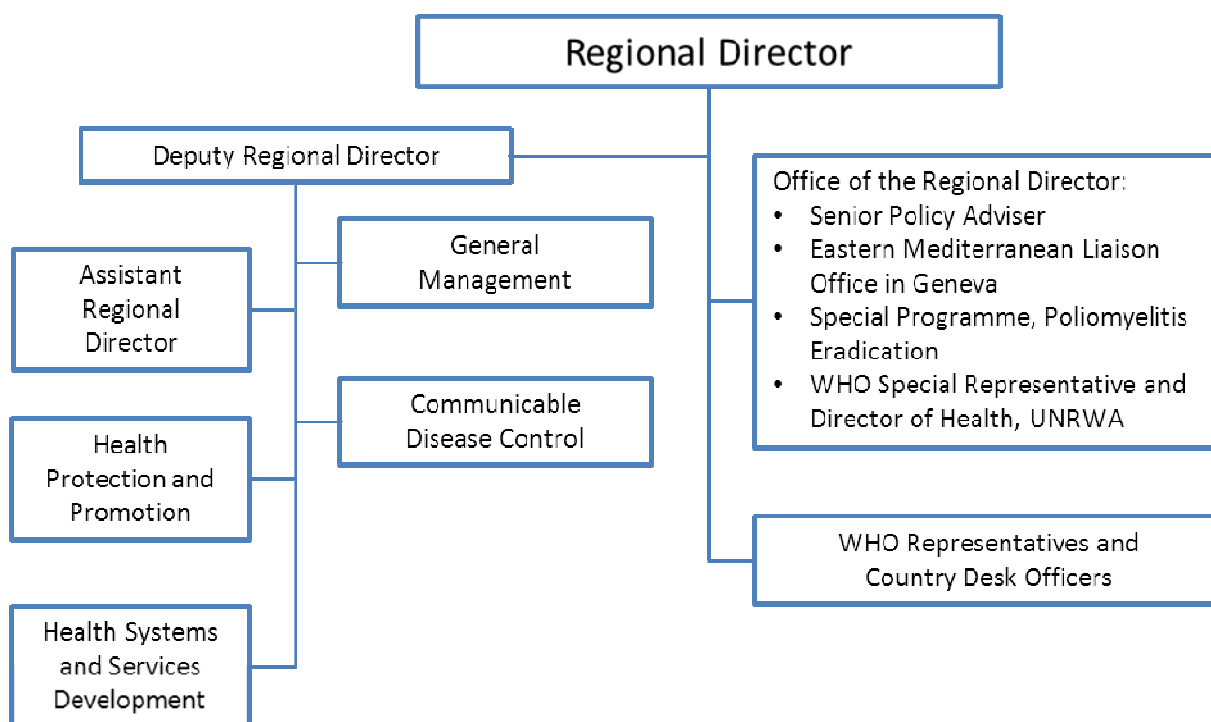 Regional Director
Deputy Regional Director
Office of the Regional Director:
• Senior Policy Adviser
• Eastern Mediterranean Liaison
Office in Geneva
• Special Programme, Poliomyelitis
Eradication
• WHO Special Representative and
Director of Health, UNRWA
General
Management
Assistant
Regional
Director
Communicable
Disease Control
Health
Protection and
Promotion
WHO Representatives and
Country Desk Officers
Health Systems
and Services
Development